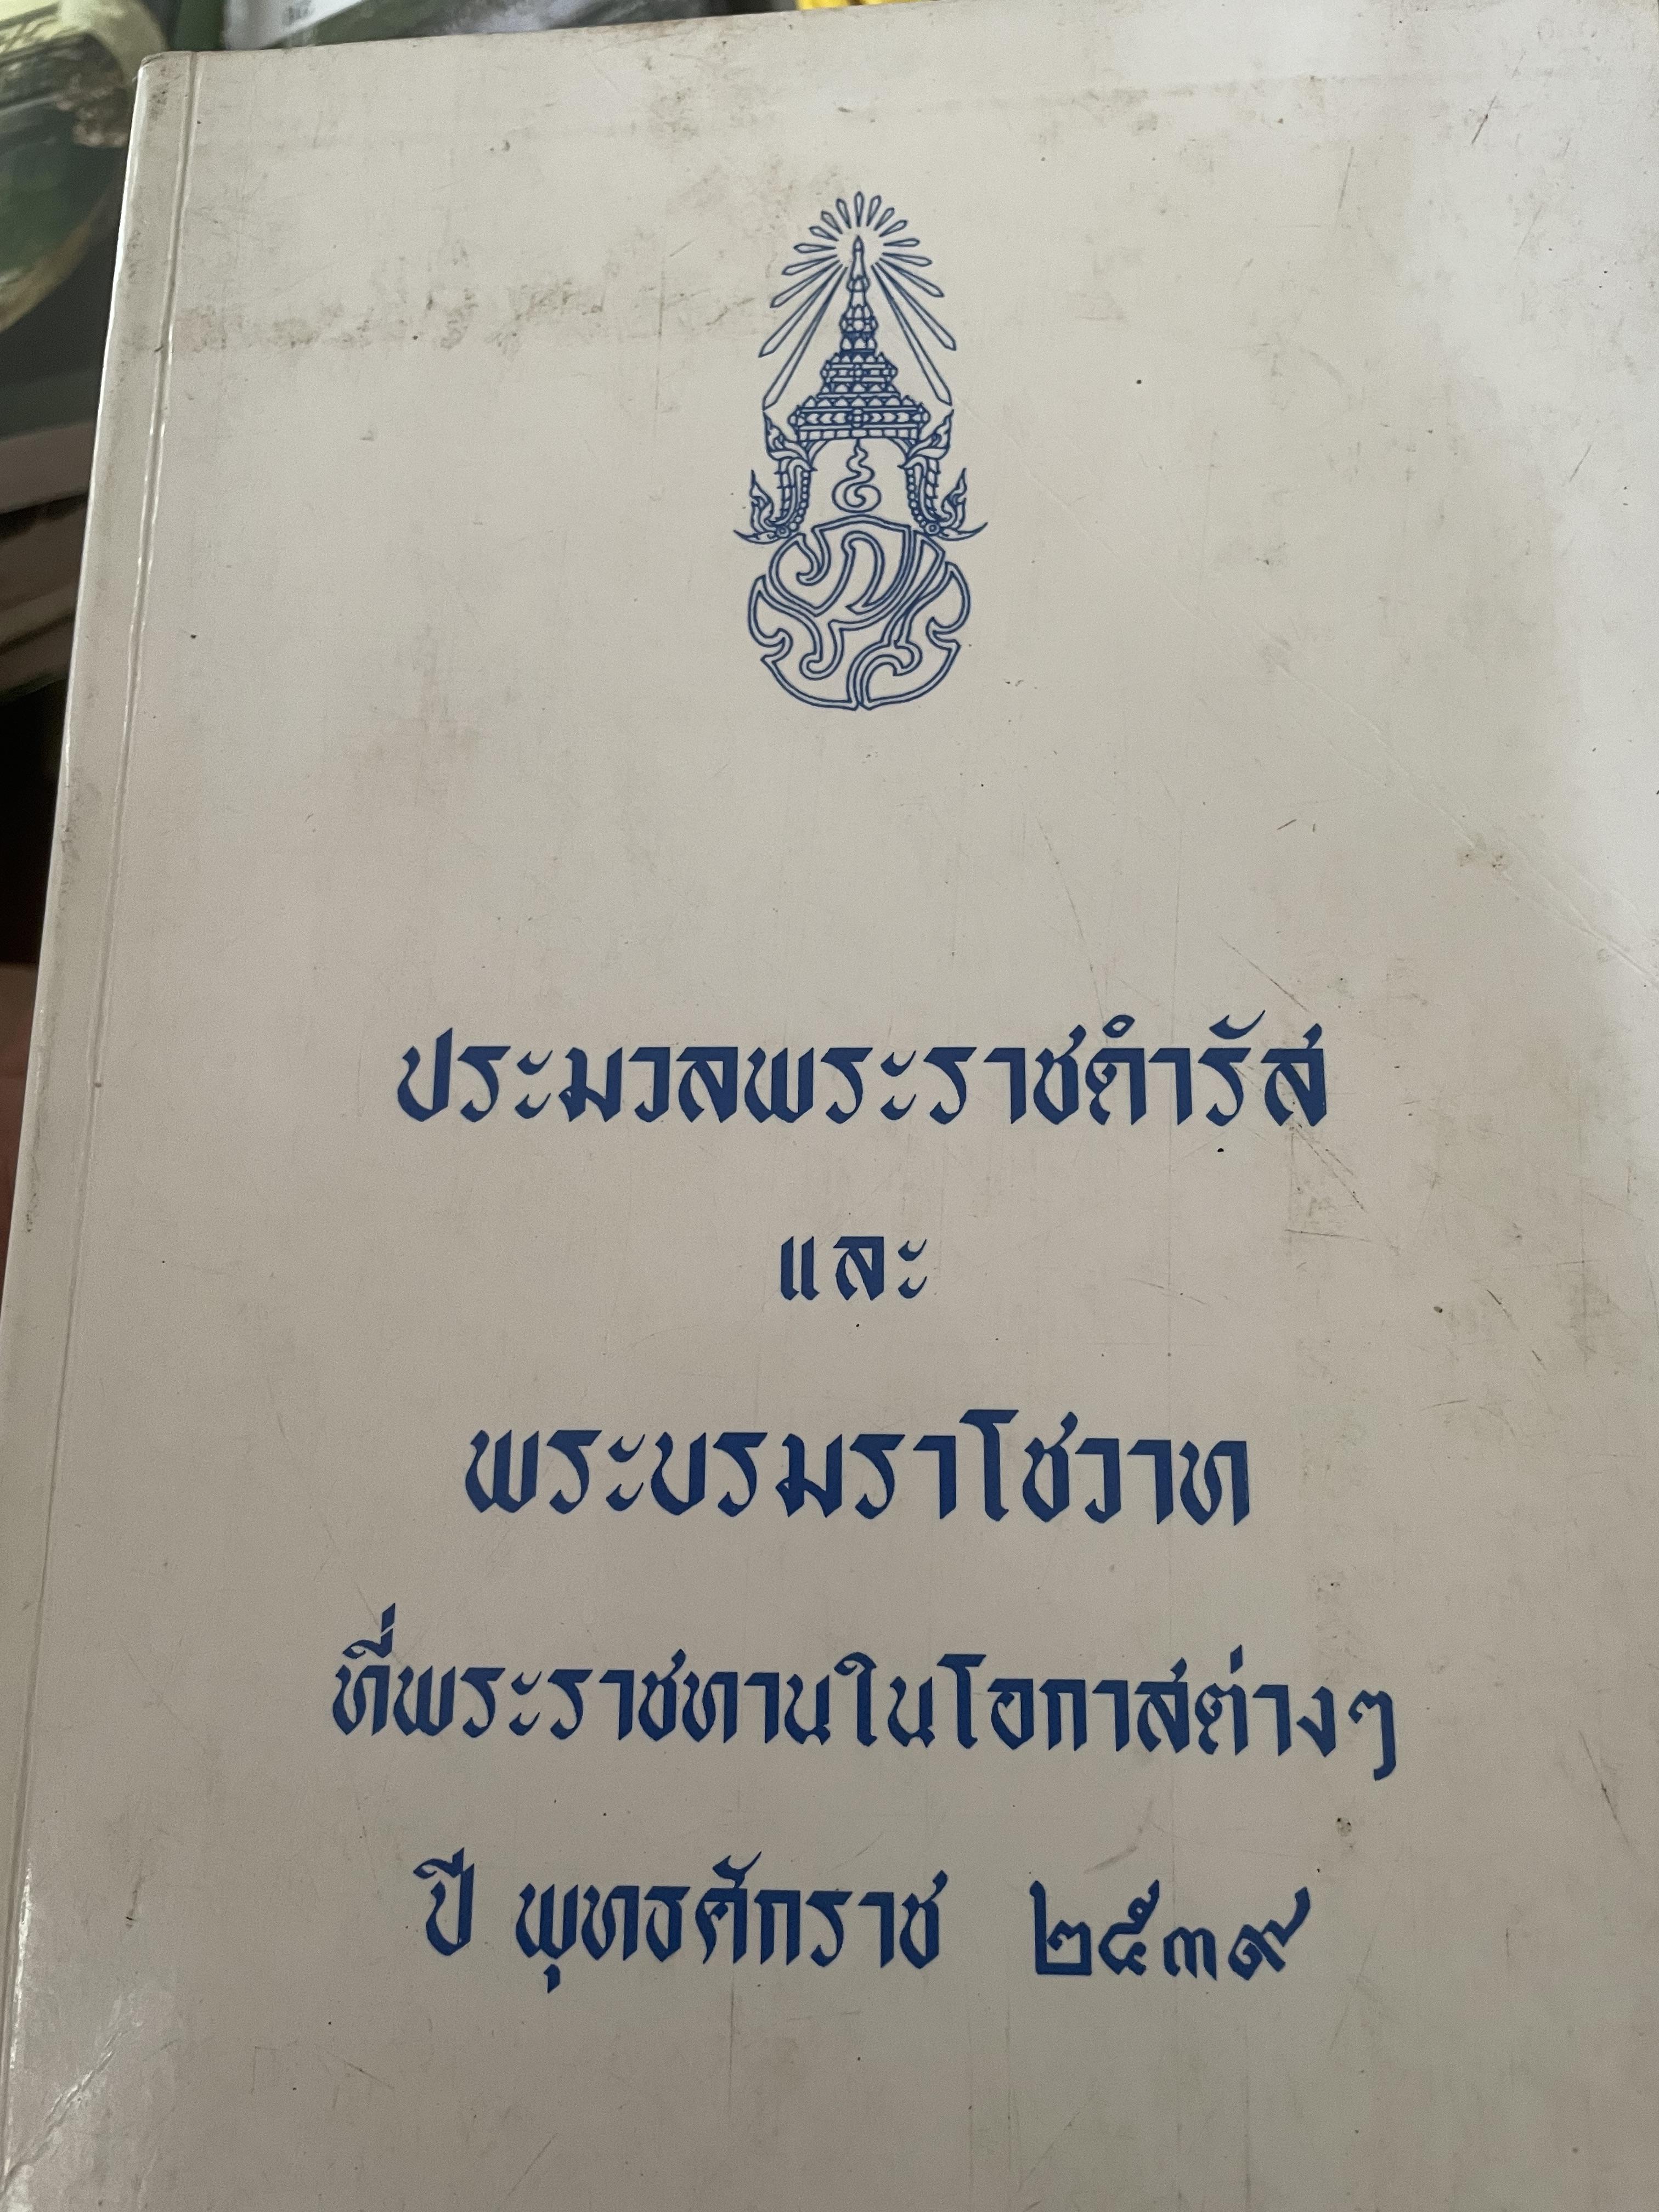 ประมวลพระราชดำรัส
และ
พระบรมราโชวาท
ที่พระราชทานในโอกาสต่างๆ
ปี พุทธศักราช ๒๕๓๙